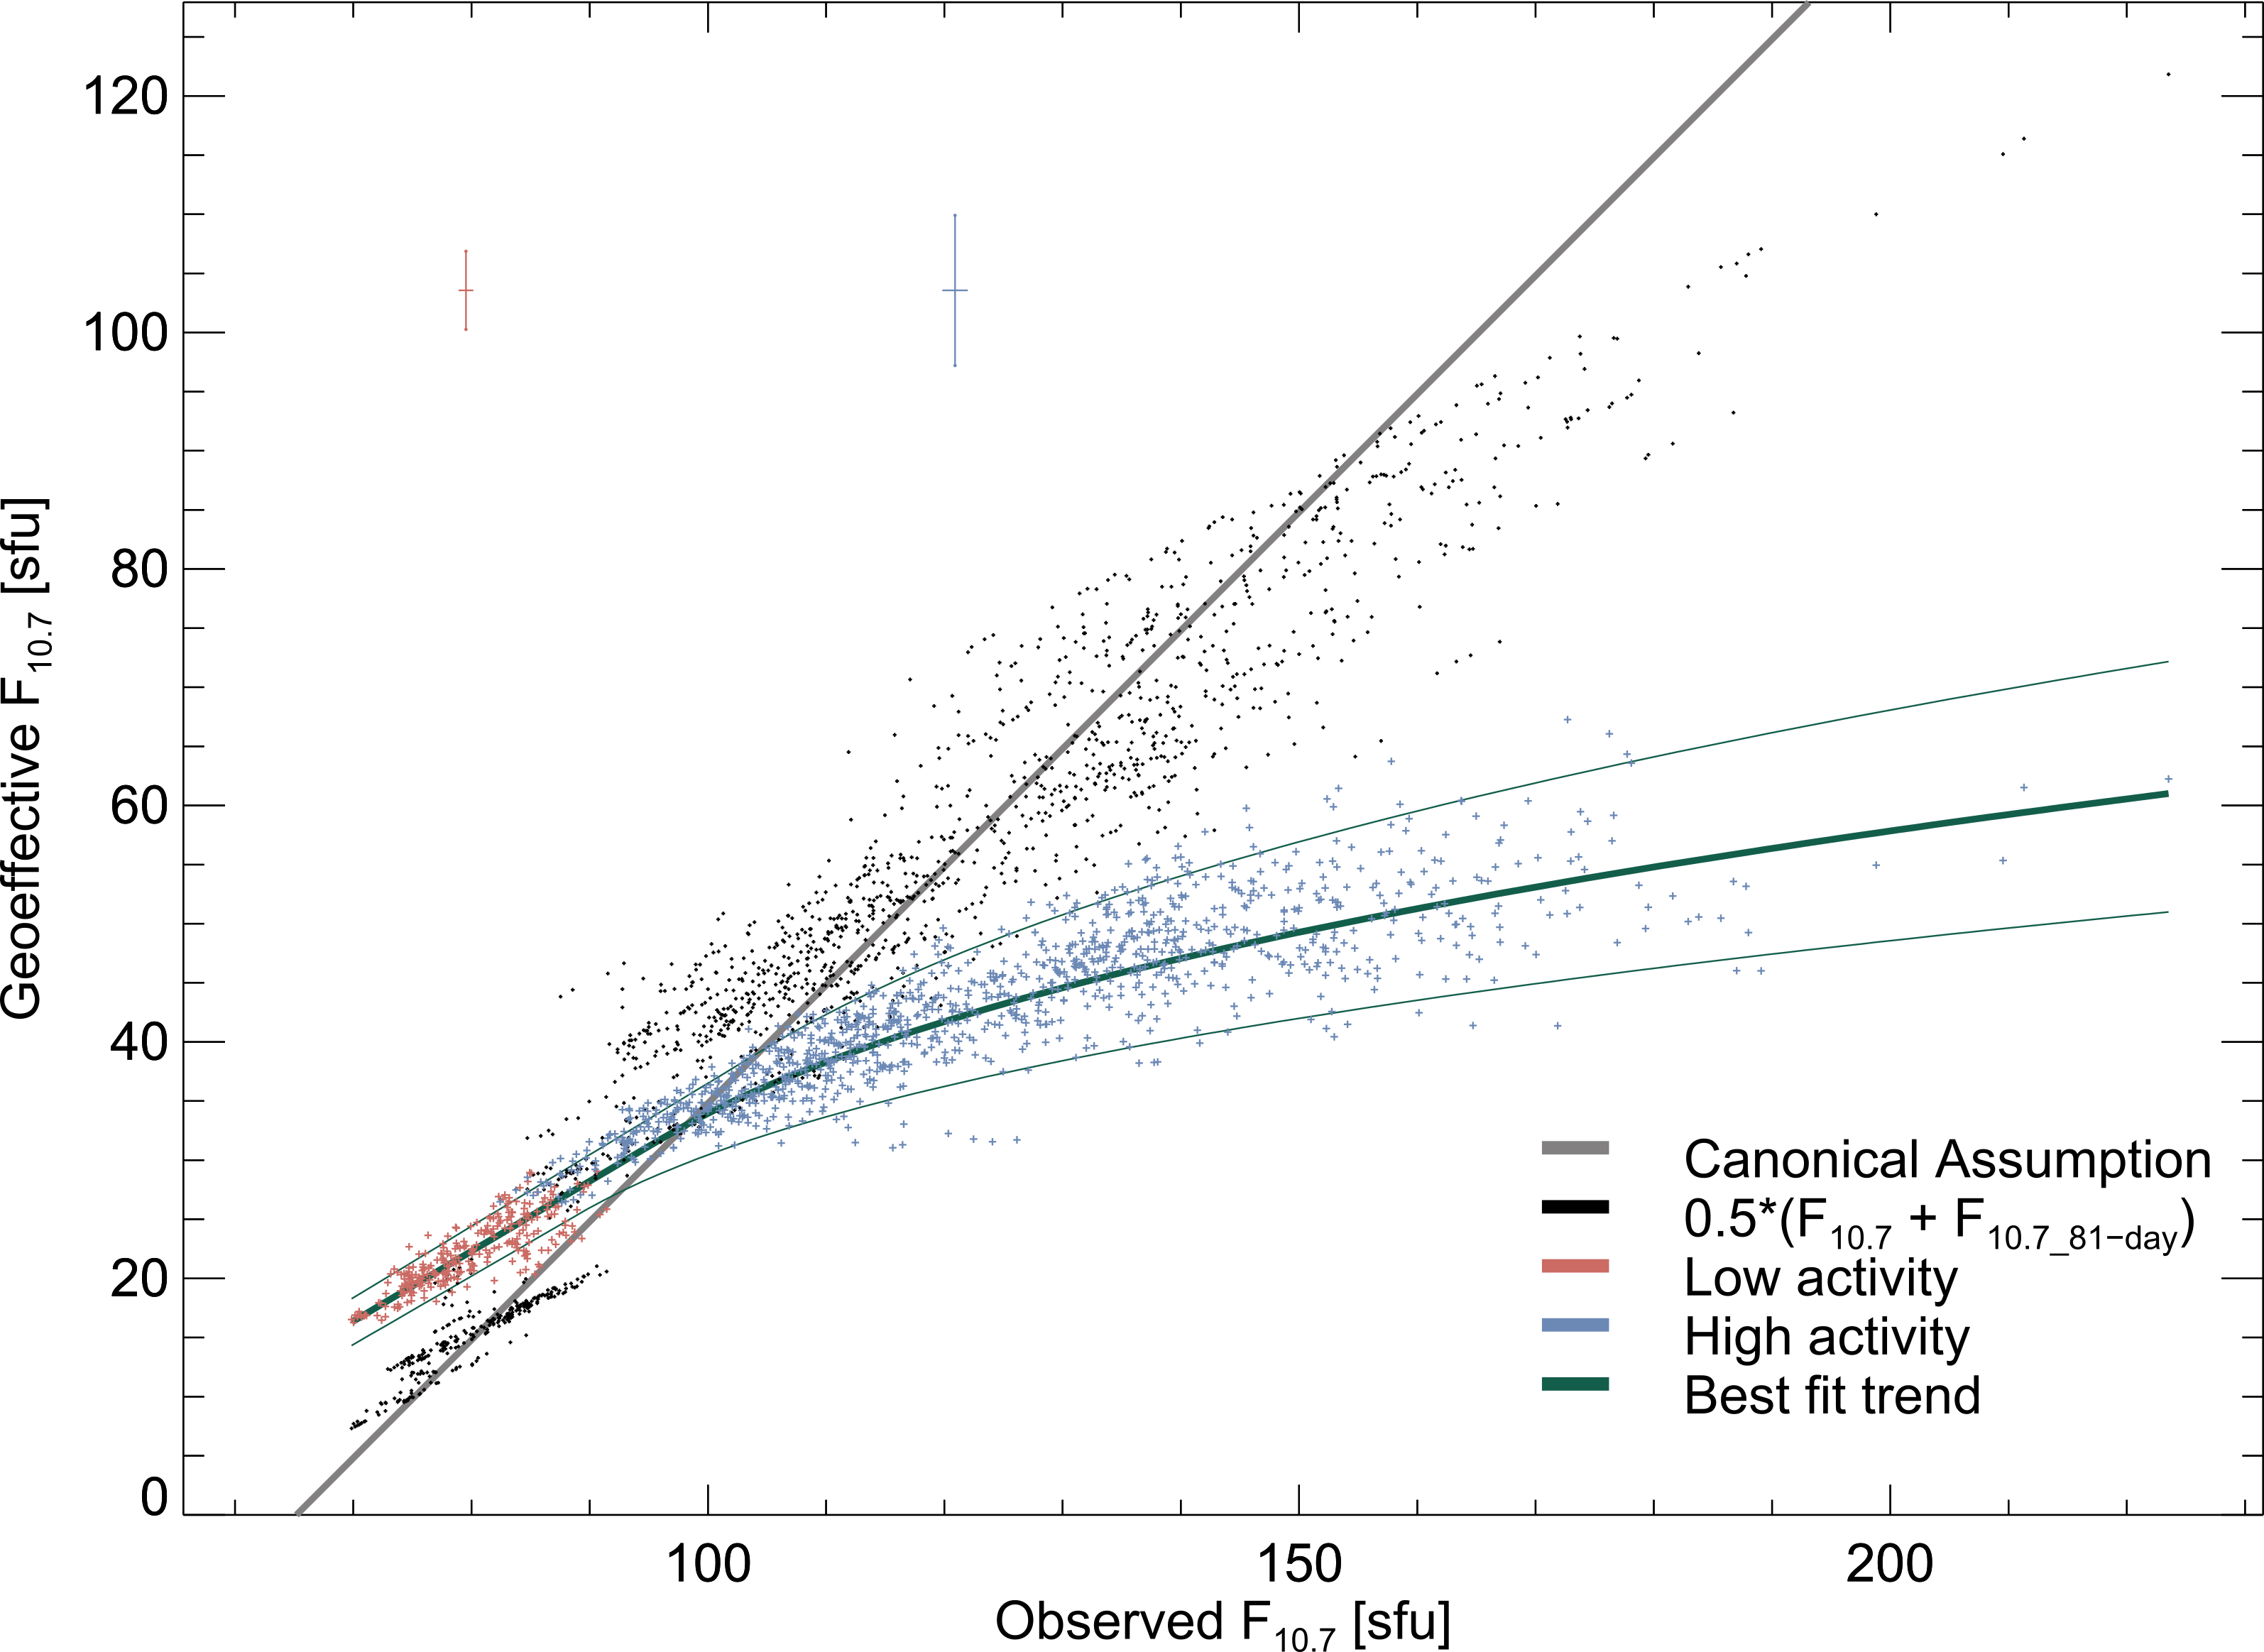 120
100
80
60
40
20
0
Geoeffective F10.7 [sfu]
Canonical Assumption
0.5*(F10.7 + F10.7_81−day)
Low activity
High activity
Best fit trend
100 150 200
Observed F10.7 [sfu]